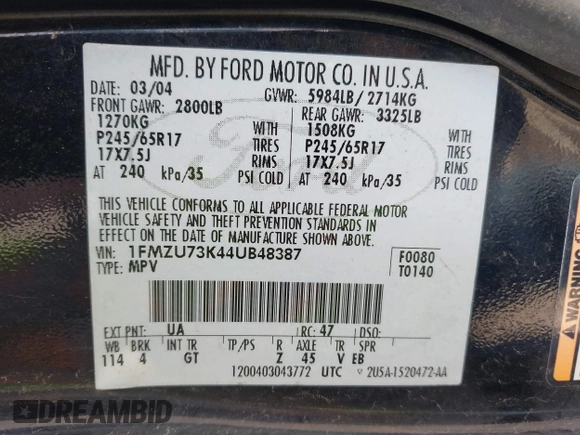 MFD. BY FORD MOTOR CO. IN U.S.A.
DATE: 03/04 GVWR: 5984LB/2714KG
FRONT GAWR: 2800LB REAR GAWR: 3325LB
1270KG WITH 1508KG WITH
P245/65R17 TIRES P245/65R17 TIRES
17X7.5J RIMS 17X7.5J RIMS
AT 240 kPa/35 PSI COLD AT 240 kPa/35 PSI COLD
Ford
THIS VEHICLE CONFORMS TO ALL APPLICABLE FEDERAL MOTOR
VEHICLE SAFETY AND THEFT PREVENTION STANDARDS IN
EFFECT ON THE DATE OF MANUFACTURE SHOWN ABOVE.
VIN: 1FMZU73K44UB48387 F0080
TYPE: MPV T0140
EXT PNT: UA RC: 47 DSO:
WB BRK INT TR TP/PS R AXLE TR SPR
114 4 GT Z 45 V EB
1200403043772 UTC 2U5A-1520472-AA
WARNING
DREAMBID